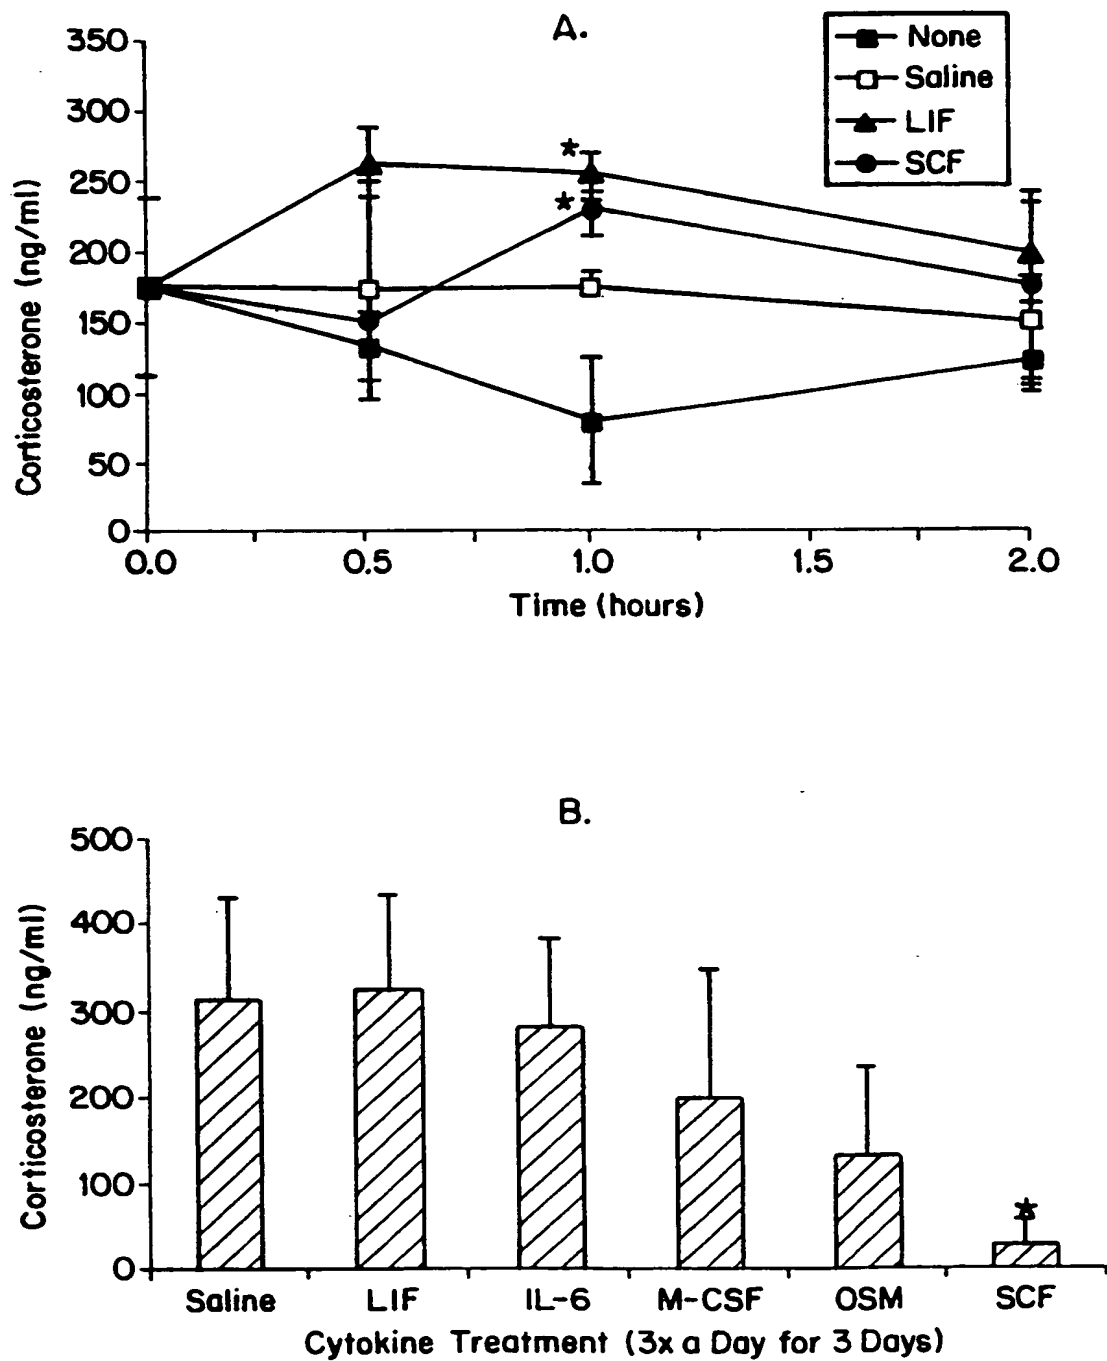 A.
None
Saline
LIF
SCF
Corticosterone (ng/ml)
350
300
250
200
150
100
50
0
*
*
0.0 0.5 1.0 1.5 2.0
Time (hours)
B.
Corticosterone (ng/ml)
500
400
300
200
100
0
*
Saline LIF IL-6 M-CSF OSM SCF
Cytokine Treatment (3x a Day for 3 Days)